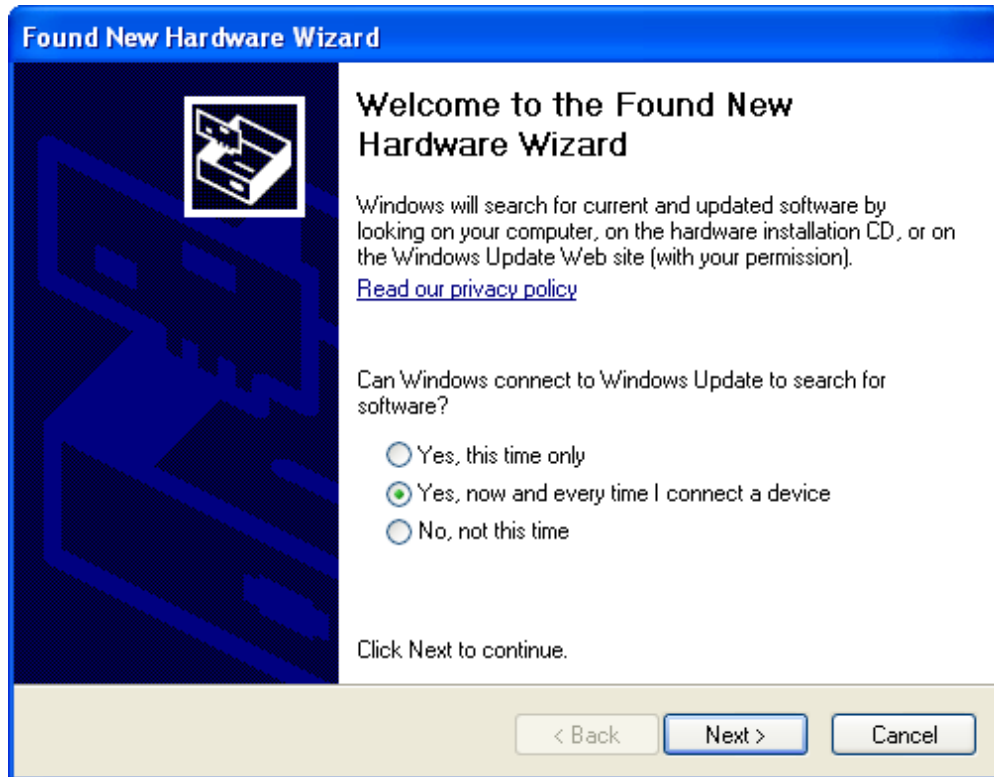 Found New Hardware Wizard
Welcome to the Found New
Hardware Wizard
Windows will search for current and updated software by
looking on your computer, on the hardware installation CD, or on
the Windows Update Web site (with your permission).
Read our privacy policy
Can Windows connect to Windows Update to search for
software?
Yes, this time only
Yes, now and every time I connect a device
No, not this time
Click Next to continue.
< Back Next > Cancel